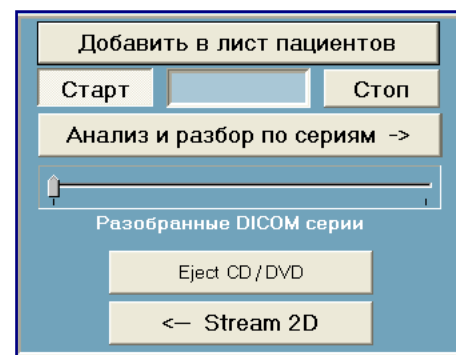 Добавить в лист пациентов
Старт Стоп
Анализ и разбор по сериям ->
Разобранные DICOM серии
Eject CD/DVD
<– Stream 2D